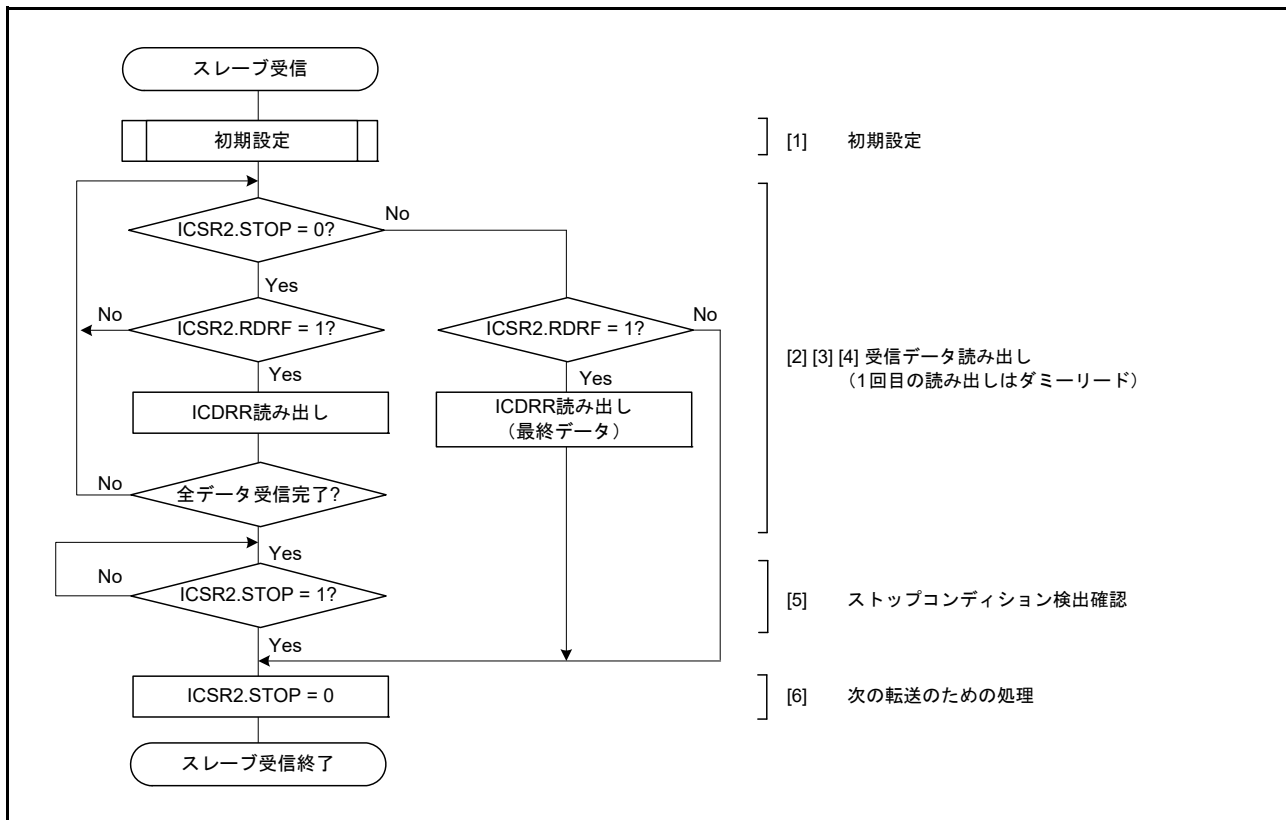 スレーブ受信
初期設定
[1] 初期設定
ICSR2.STOP = 0?
No
Yes
No
ICSR2.RDRF = 1?
ICSR2.RDRF = 1?
No
[2] [3] [4] 受信データ読み出し
(1回目の読み出しはダミーリード)
Yes
Yes
ICDRR読み出し
ICDRR読み出し
(最終データ)
No
全データ受信完了?
Yes
No
ICSR2.STOP = 1?
[5] ストップコンディション検出確認
Yes
ICSR2.STOP = 0
[6] 次の転送のための処理
スレーブ受信終了